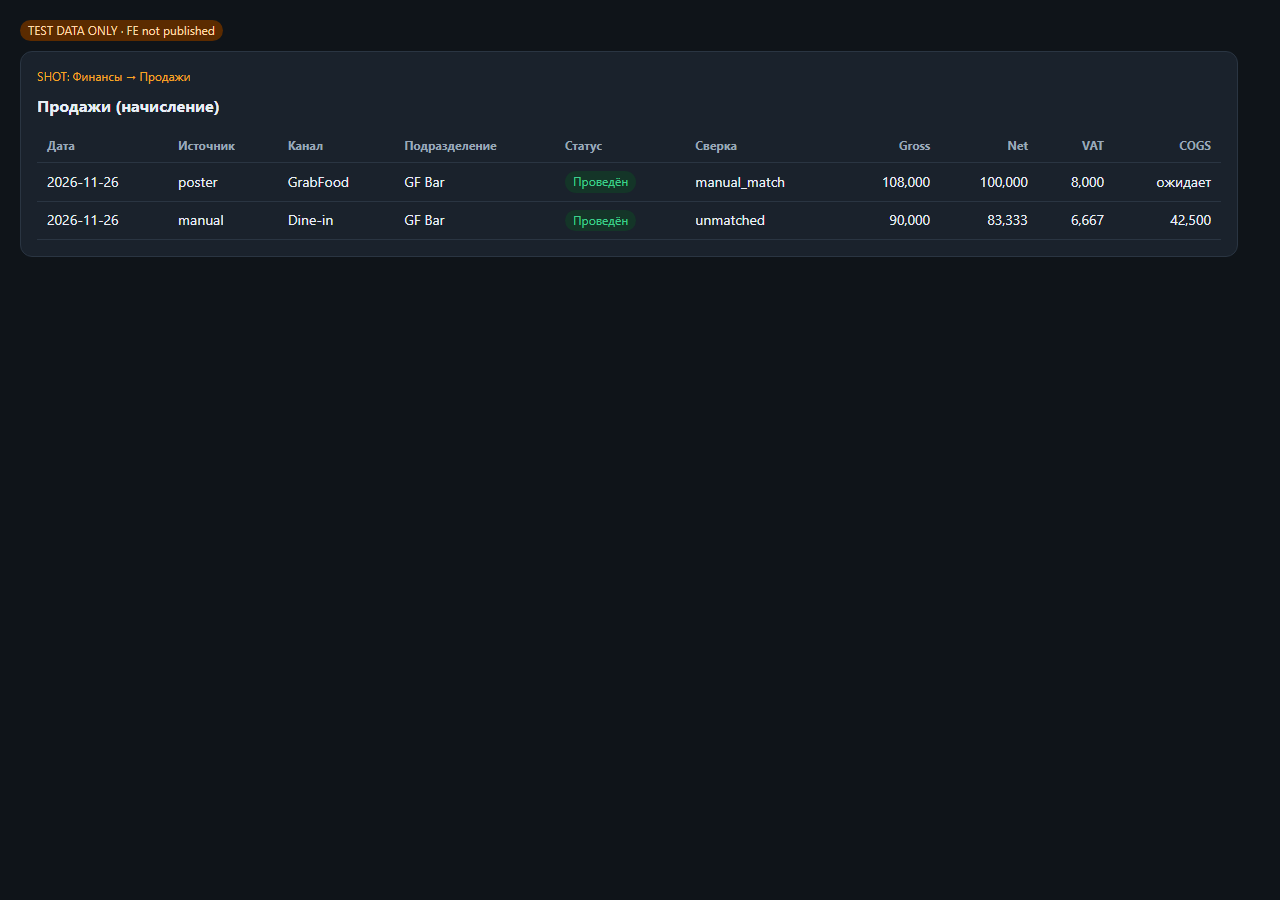 TEST DATA ONLY · FE not published
SHOT: Финансы → Продажи
Продажи (начисление)
Дата Источник Канал Подразделение Статус Сверка Gross Net VAT COGS
2026-11-26 poster GrabFood GF Bar Проведён manual_match 108,000 100,000 8,000 ожидает
2026-11-26 manual Dine-in GF Bar Проведён unmatched 90,000 83,333 6,667 42,500